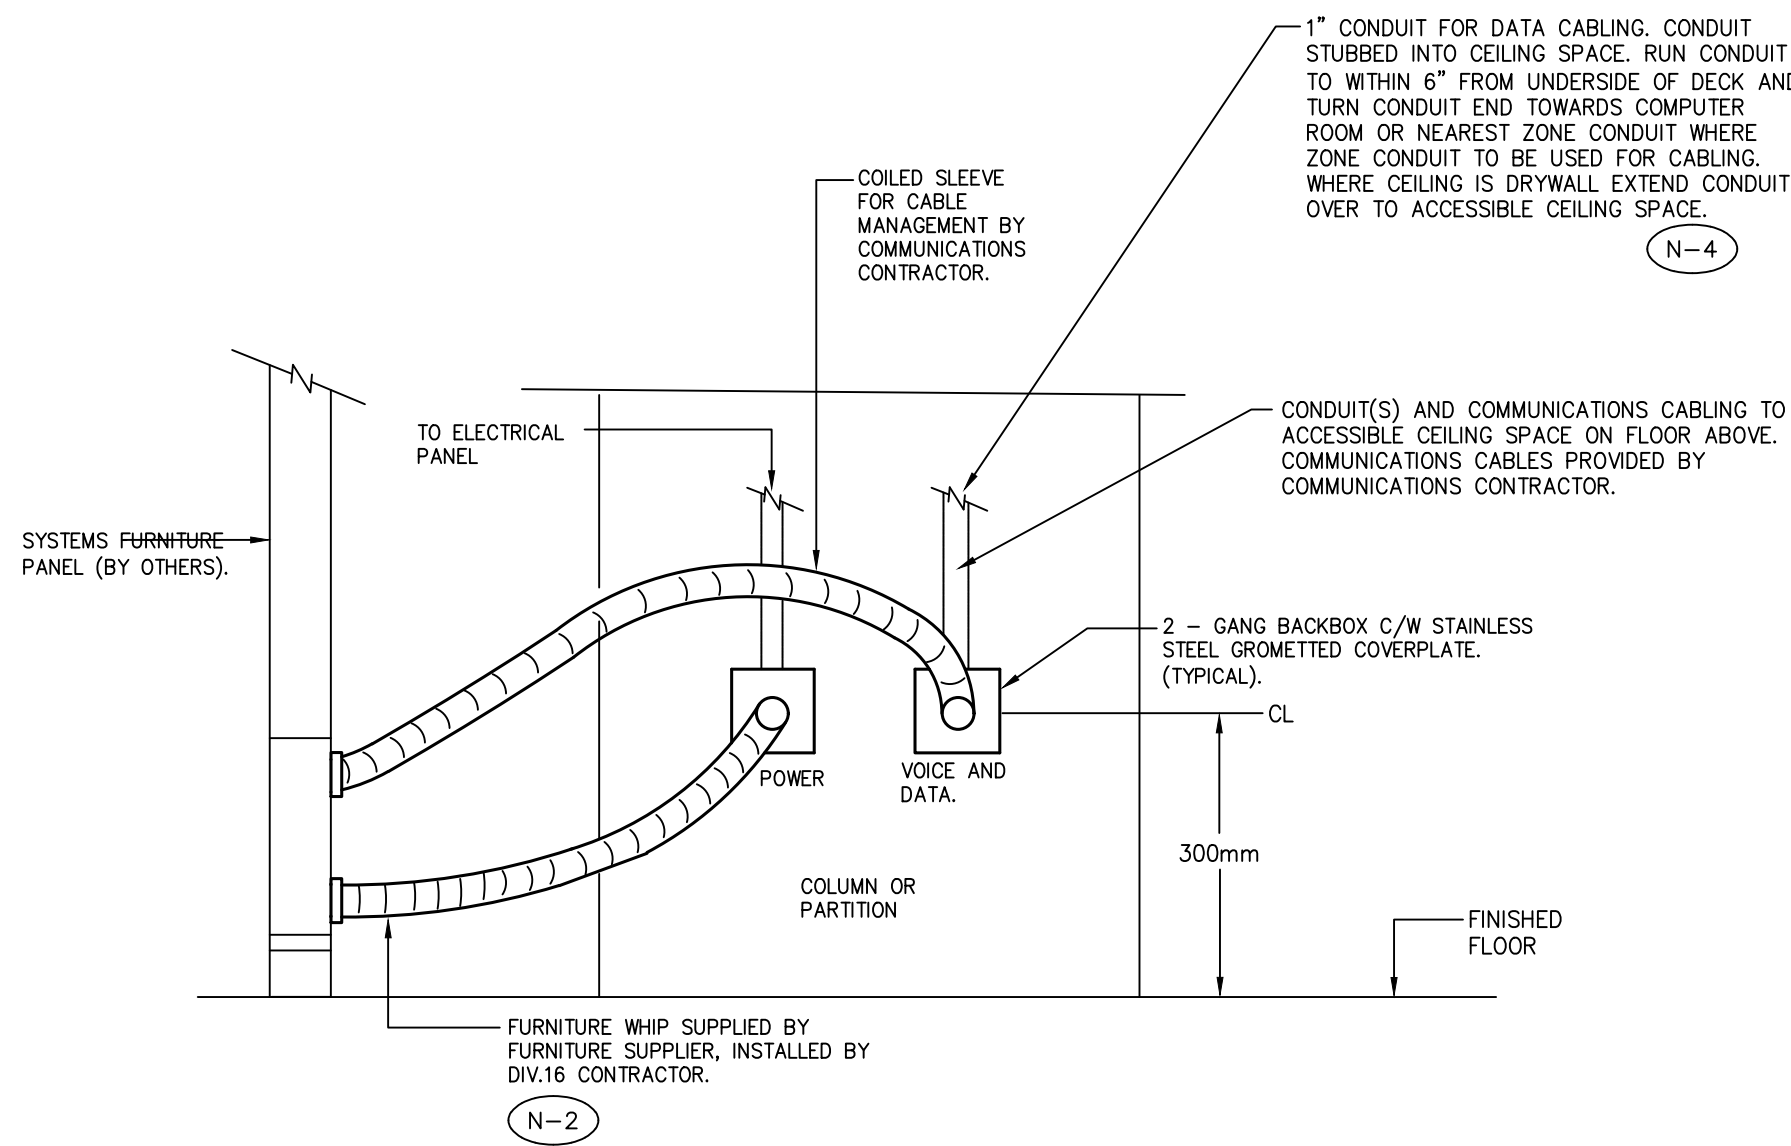 1” CONDUIT FOR DATA CABLING. CONDUIT
STUBBED INTO CEILING SPACE. RUN CONDUIT
TO WITHIN 6” FROM UNDERSIDE OF DECK AND
TURN CONDUIT END TOWARDS COMPUTER
ROOM OR NEAREST ZONE CONDUIT WHERE
ZONE CONDUIT TO BE USED FOR CABLING.
WHERE CEILING IS DRYWALL EXTEND CONDUIT
OVER TO ACCESSIBLE CEILING SPACE.
N-4
COILED SLEEVE
FOR CABLE
MANAGEMENT BY
COMMUNICATIONS
CONTRACTOR.
CONDUIT(S) AND COMMUNICATIONS CABLING TO
ACCESSIBLE CEILING SPACE ON FLOOR ABOVE.
COMMUNICATIONS CABLES PROVIDED BY
COMMUNICATIONS CONTRACTOR.
TO ELECTRICAL
PANEL
SYSTEMS FURNITURE
PANEL (BY OTHERS).
2 - GANG BACKBOX C/W STAINLESS
STEEL GROMETTED COVERPLATE.
(TYPICAL).
CL
POWER
VOICE AND
DATA.
300mm
COLUMN OR
PARTITION
FINISHED
FLOOR
FURNITURE WHIP SUPPLIED BY
FURNITURE SUPPLIER, INSTALLED BY
DIV.16 CONTRACTOR.
N-2